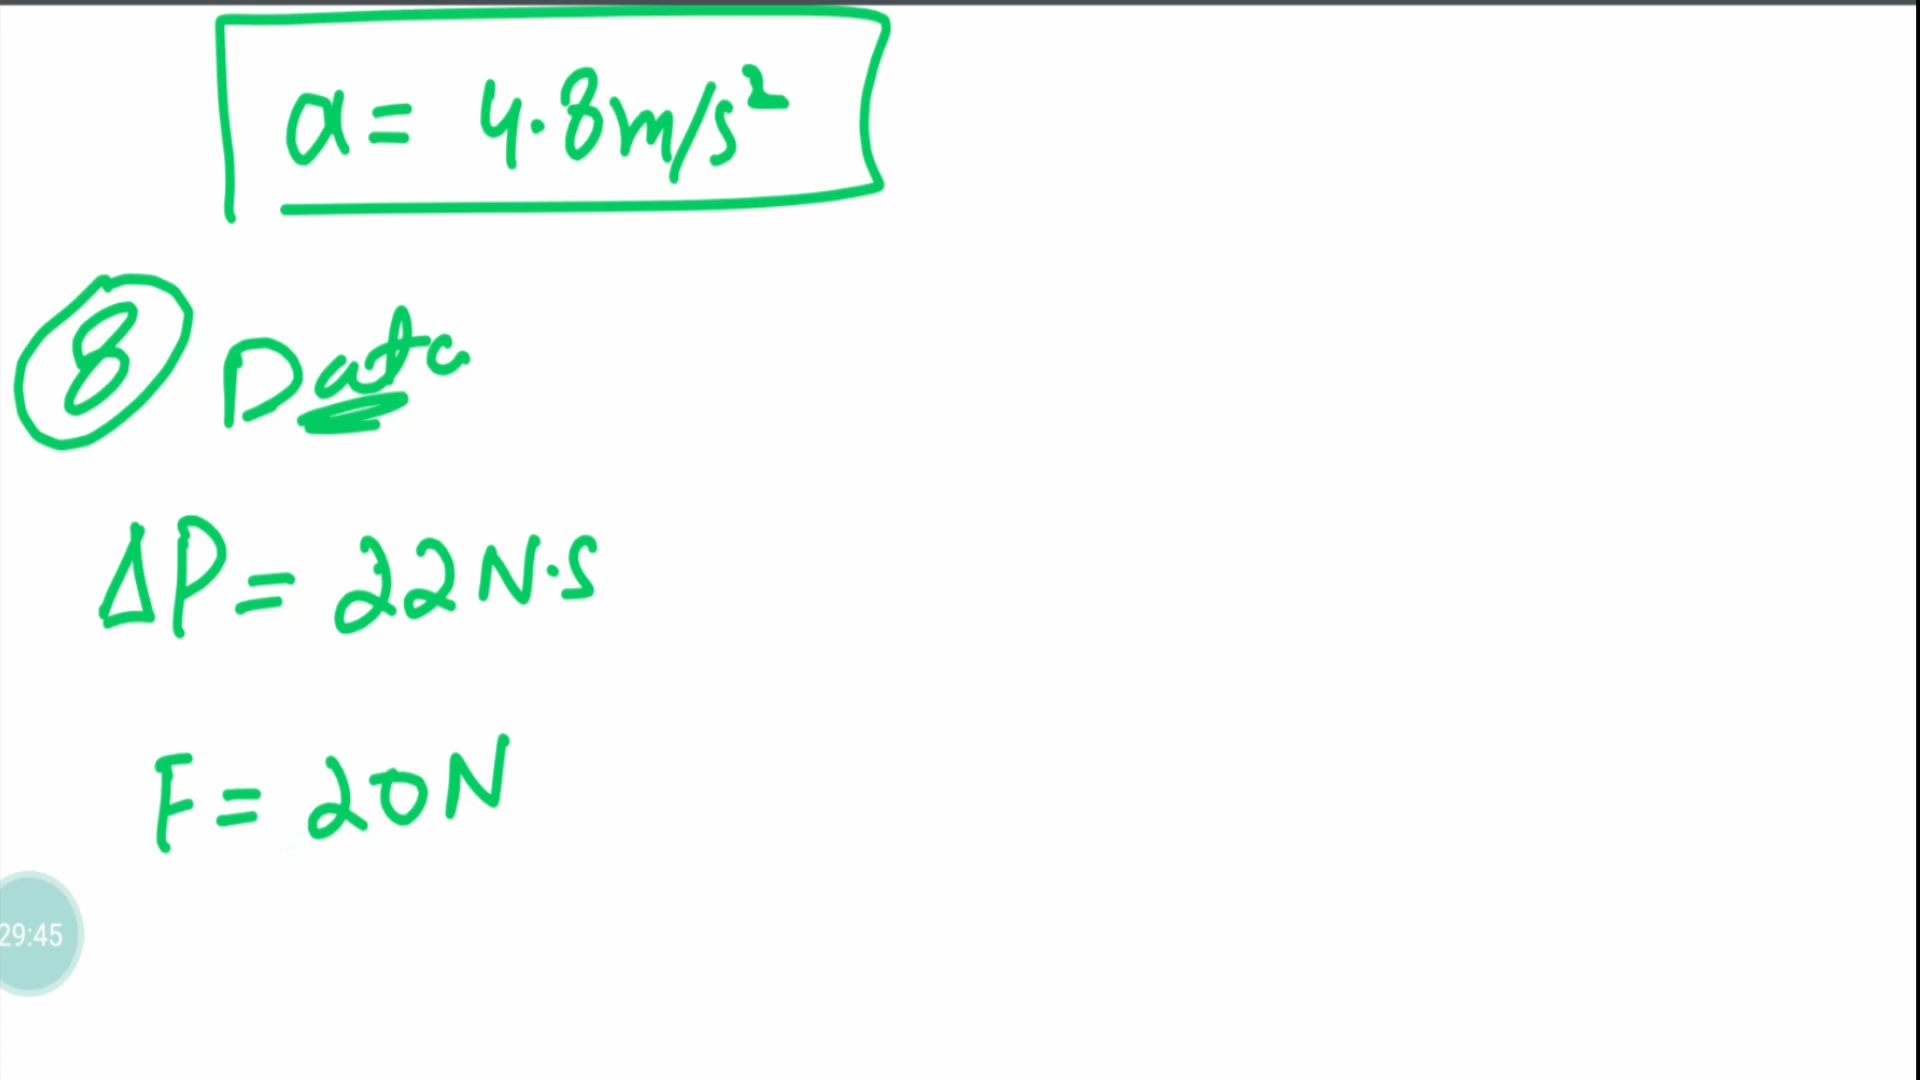 a = 4.8m/s²
8 Data
ΔP = 22N·s
F = 20N
29:45